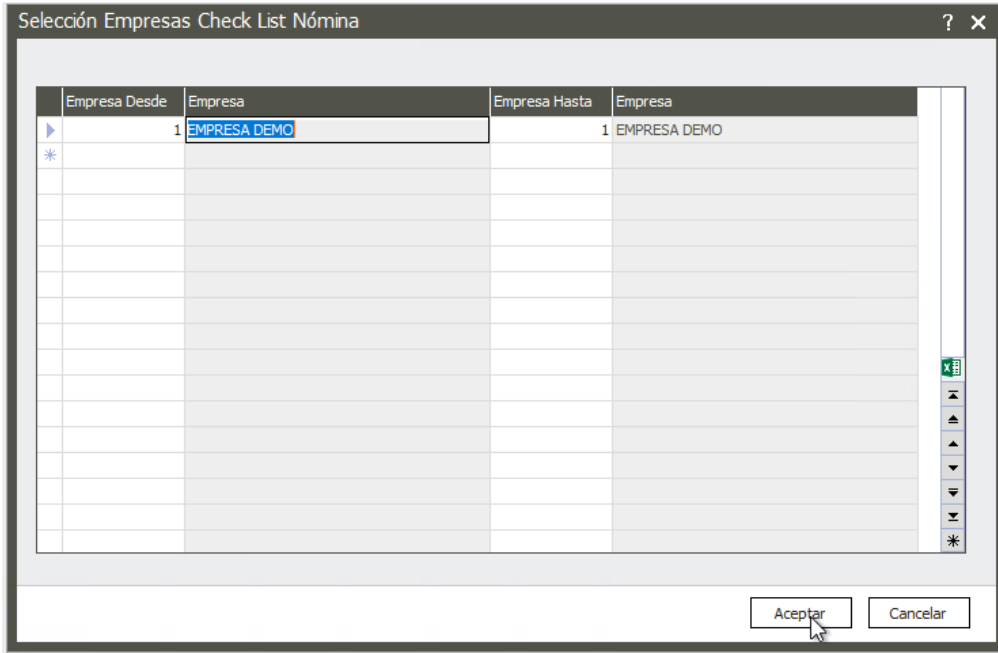 Selección Empresas Check List Nómina ? ×
Empresa Desde Empresa Empresa Hasta Empresa
1 EMPRESA DEMO 1 EMPRESA DEMO
Aceptar Cancelar